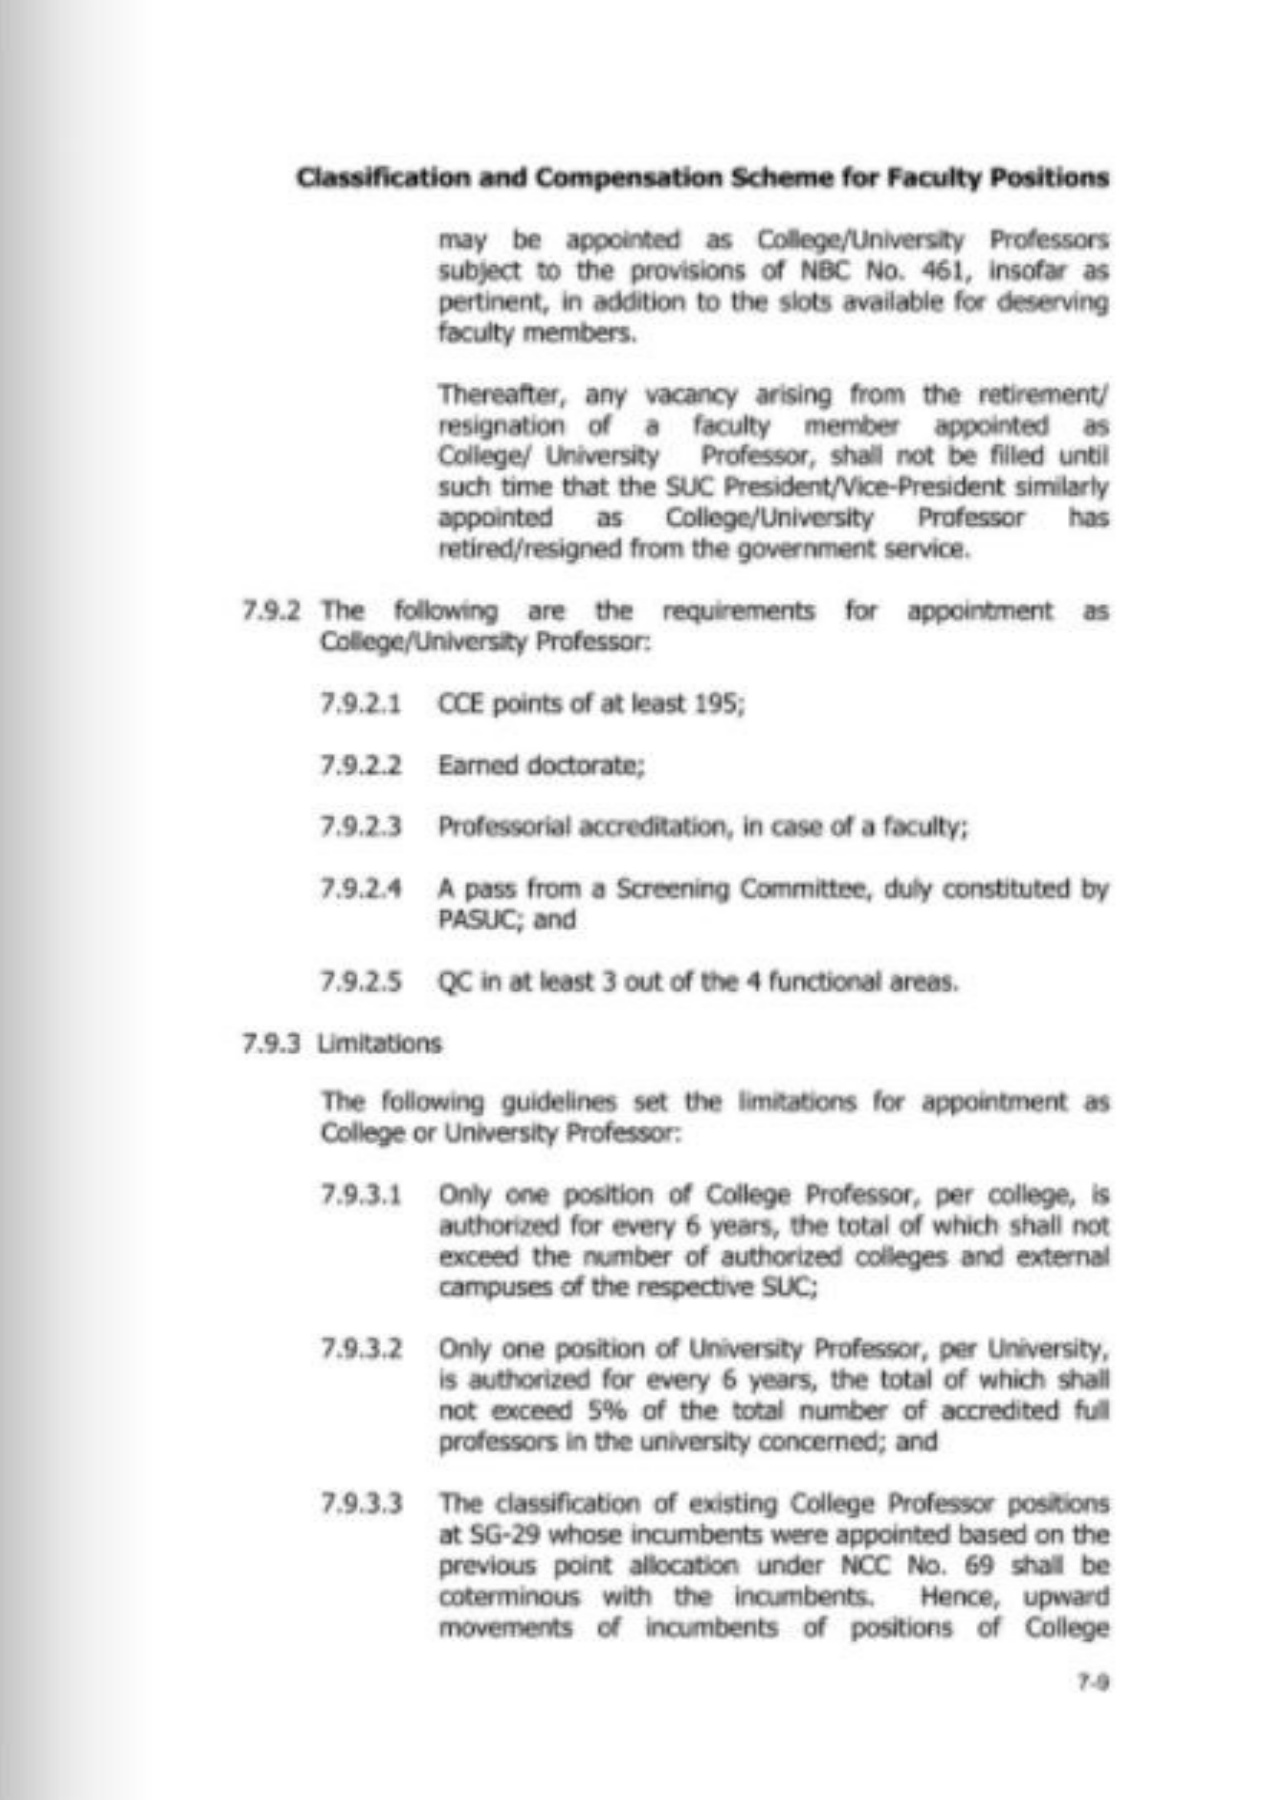 Classification and Compensation Scheme for Faculty Positions
may be appointed as College/University Professors
subject to the provisions of NBC No. 461, insofar as
pertinent, in addition to the slots available for deserving
faculty members.
Thereafter, any vacancy arising from the retirement/
resignation of a faculty member appointed as
College/ University Professor, shall not be filled until
such time that the SUC President/Vice-President similarly
appointed as College/University Professor has
retired/resigned from the government service.
7.9.2 The following are the requirements for appointment as
College/University Professor:
7.9.2.1 CCE points of at least 195;
7.9.2.2 Earned doctorate;
7.9.2.3 Professorial accreditation, in case of a faculty;
7.9.2.4 A pass from a Screening Committee, duly constituted by
PASUC; and
7.9.2.5 QC in at least 3 out of the 4 functional areas.
7.9.3 Limitations
The following guidelines set the limitations for appointment as
College or University Professor:
7.9.3.1 Only one position of College Professor, per college, is
authorized for every 6 years, the total of which shall not
exceed the number of authorized colleges and external
campuses of the respective SUC;
7.9.3.2 Only one position of University Professor, per University,
is authorized for every 6 years, the total of which shall
not exceed 5% of the total number of accredited full
professors in the university concerned; and
7.9.3.3 The classification of existing College Professor positions
at SG-29 whose incumbents were appointed based on the
previous point allocation under NCC No. 69 shall be
coterminous with the incumbents. Hence, upward
movements of incumbents of positions of College
7-9